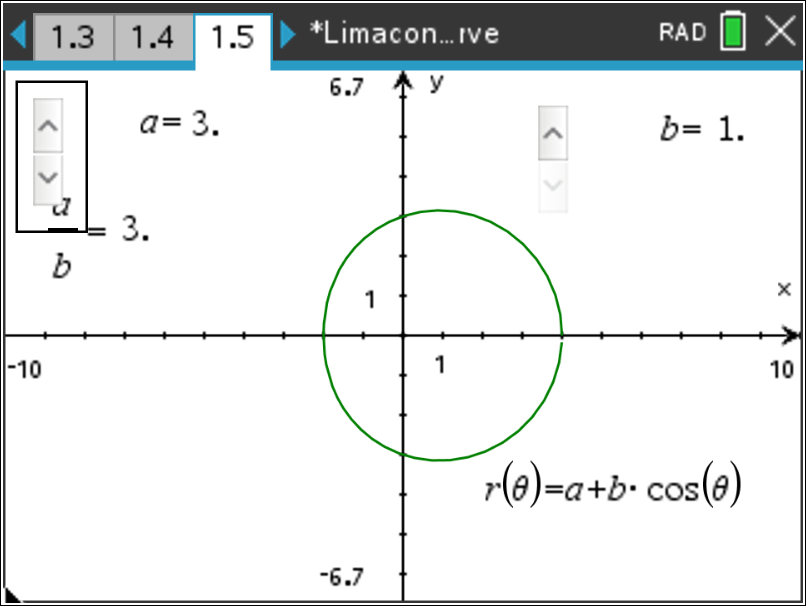 1.3 1.4 1.5 *Limacon...rve RAD
6.7 y
a= 3. b= 1.
a/b = 3.
1 x
-10 1 10
r(θ)=a+b· cos(θ)
-6.7